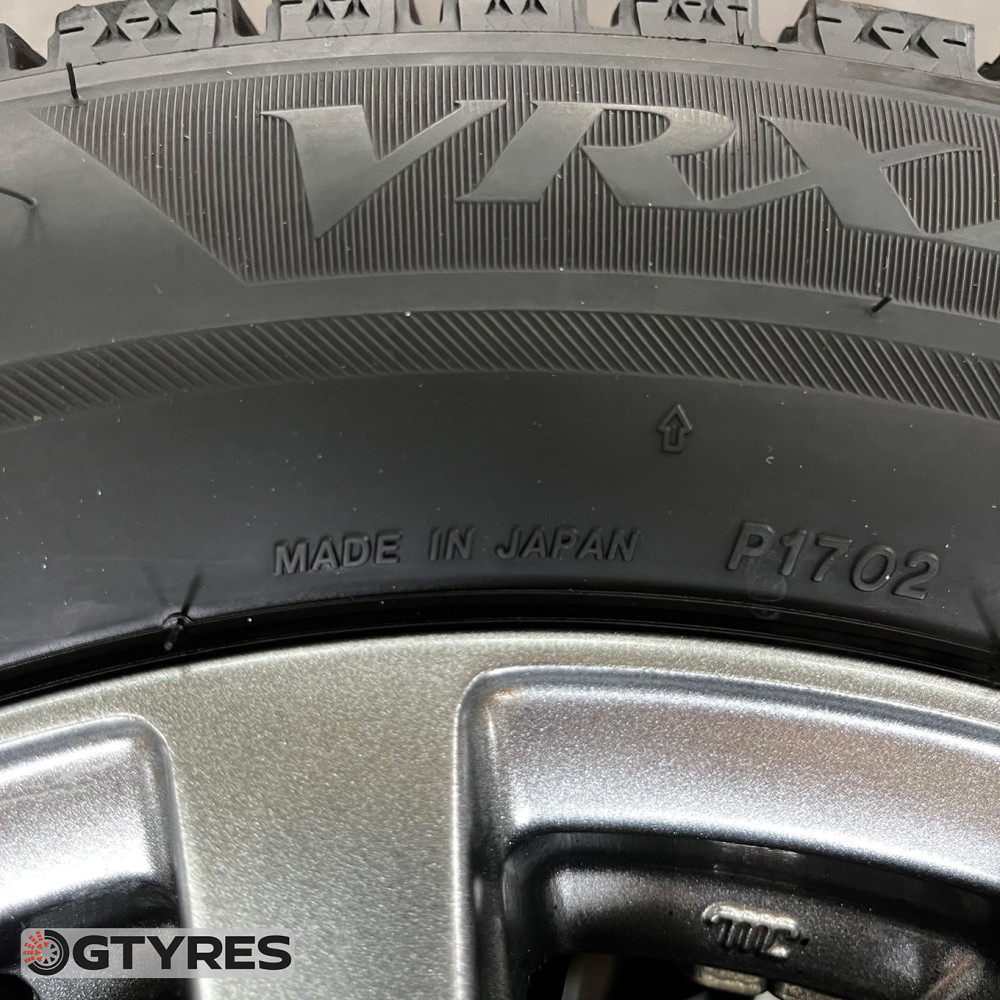 VRX
MADE IN JAPAN P1702
GTYRES